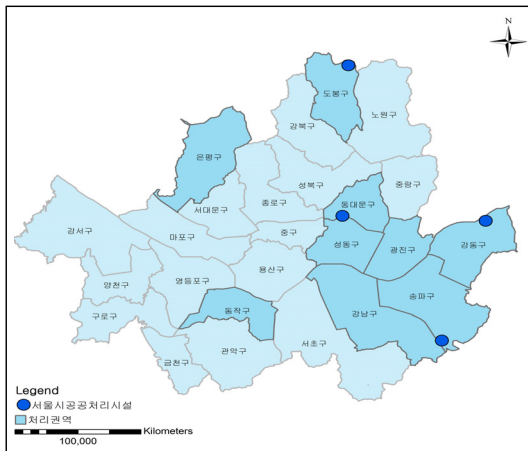 N
도봉구
노원구
강북구
은평구
성북구
중랑구
서대문구
종로구
동대문구
강서구
마포구
중구
성동구
광진구
강동구
양천구
영등포구
용산구
송파구
구로구
동작구
강남구
금천구
관악구
서초구
Legend
서울시공공처리시설
처리권역
Kilometers
100,000